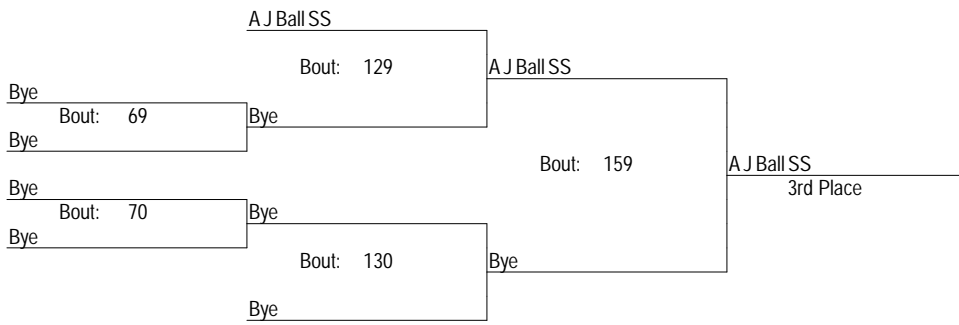 A J Ball SS
Bout: 129
A J Ball SS
Bye
Bout: 69
Bye
Bye
Bout: 159
A J Ball SS
3rd Place
Bye
Bout: 70
Bye
Bye
Bout: 130
Bye
Bye